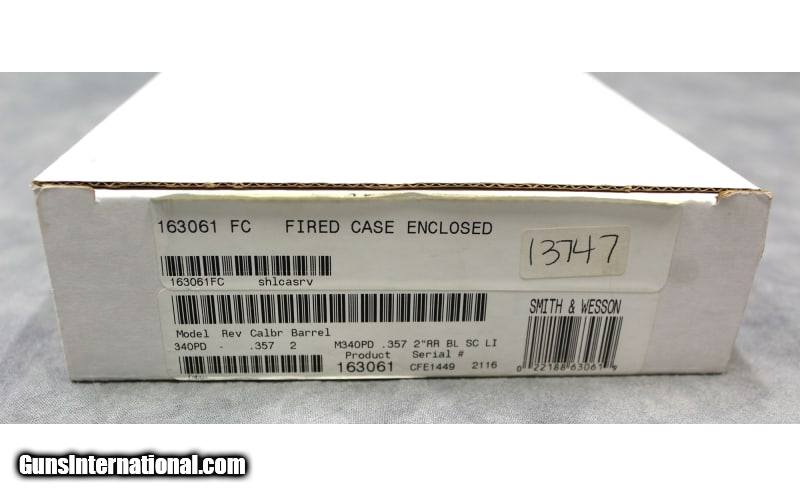 163061 FC FIRED CASE ENCLOSED
13747
163061FC shlcasrv
SMITH & WESSON
Model Rev Calbr Barrel
340PD - .357 2 M340PD .357 2"RR BL SC LI
Product Serial #
163061 CFE1449 2116
0 22188 63061 9
GunsInternational.com